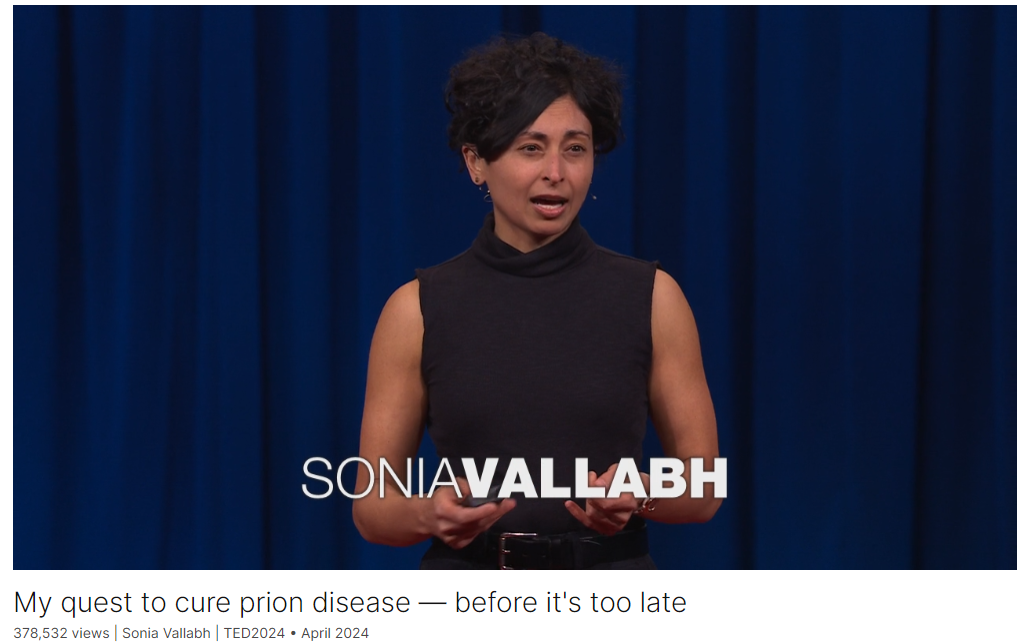 SONIAVALLABH
My quest to cure prion disease — before it's too late
378,532 views | Sonia Vallabh | TED2024 • April 2024